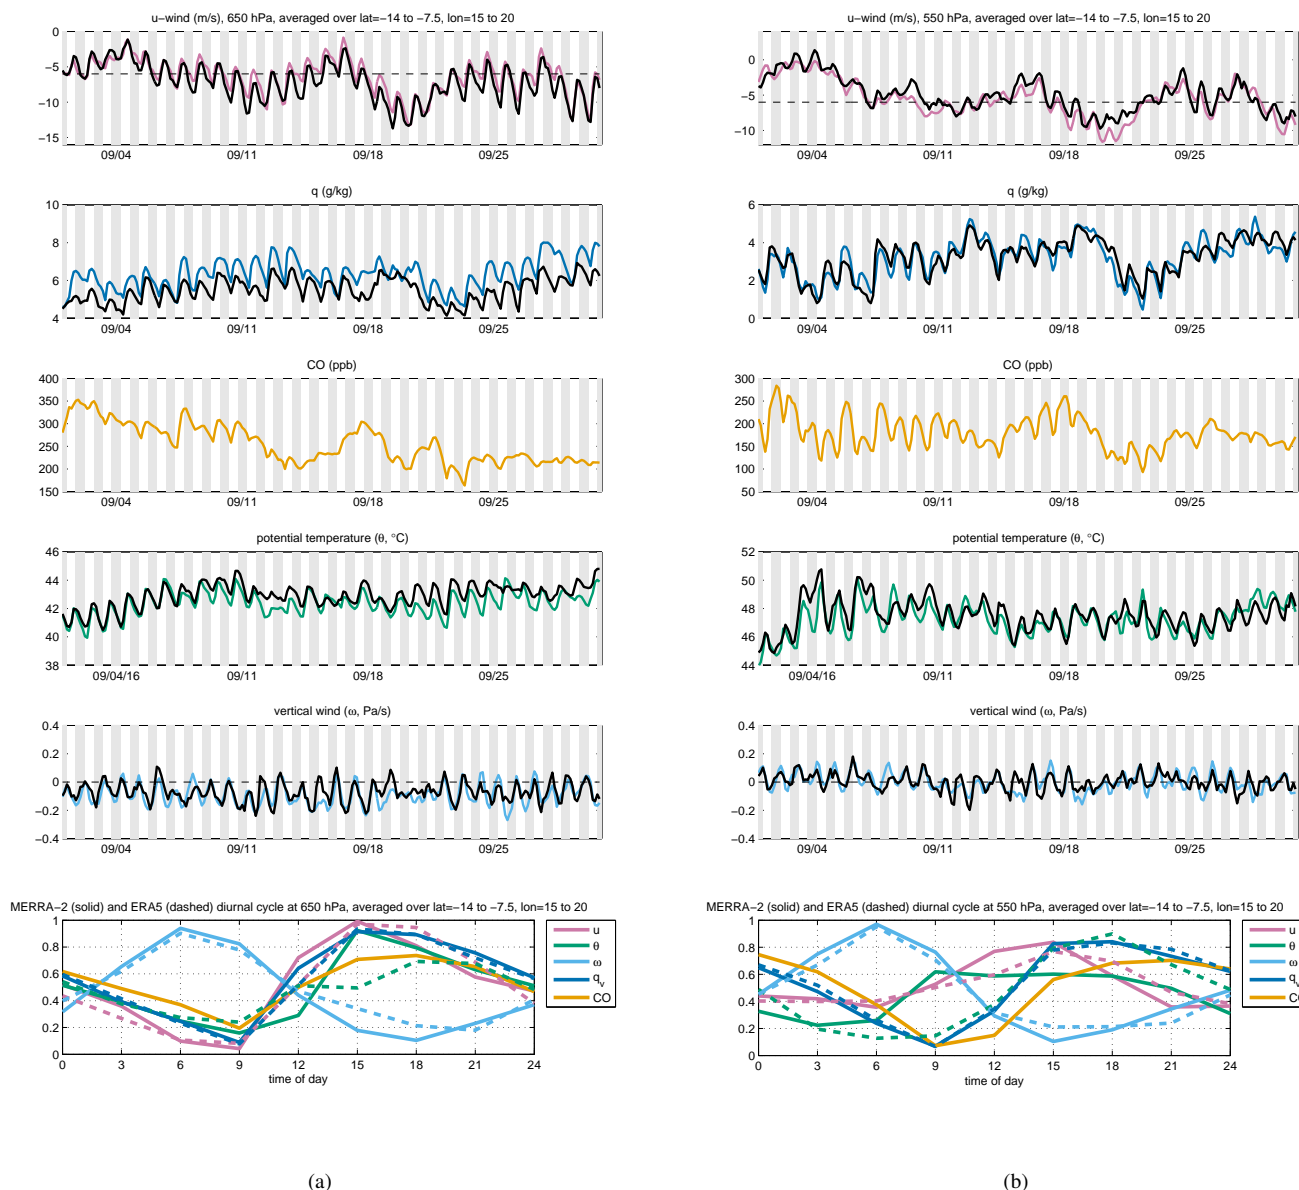 u−wind (m/s), 650 hPa, averaged over lat=−14 to −7.5, lon=15 to 20
0
−5
−10
−15
09/04 09/11 09/18 09/25
q (g/kg)
10
8
6
4
09/04 09/11 09/18 09/25
CO (ppb)
400
350
300
250
200
150
09/04 09/11 09/18 09/25
potential temperature (θ, °C)
46
44
42
40
38
09/04/16 09/11 09/18 09/25
vertical wind (ω, Pa/s)
0.4
0.2
0
−0.2
−0.4
09/04 09/11 09/18 09/25
MERRA−2 (solid) and ERA5 (dashed) diurnal cycle at 650 hPa, averaged over lat=−14 to −7.5, lon=15 to 20
1
0.8
0.6
0.4
0.2
0
0 3 6 9 12 15 18 21 24
time of day
u
θ
ω
q_v
CO
(a)
u−wind (m/s), 550 hPa, averaged over lat=−14 to −7.5, lon=15 to 20
0
−5
−10
09/04 09/11 09/18 09/25
q (g/kg)
6
4
2
0
09/04 09/11 09/18 09/25
CO (ppb)
300
250
200
150
100
50
09/04 09/11 09/18 09/25
potential temperature (θ, °C)
52
50
48
46
44
09/04/16 09/11 09/18 09/25
vertical wind (ω, Pa/s)
0.4
0.2
0
−0.2
−0.4
09/04 09/11 09/18 09/25
MERRA−2 (solid) and ERA5 (dashed) diurnal cycle at 550 hPa, averaged over lat=−14 to −7.5, lon=15 to 20
1
0.8
0.6
0.4
0.2
0
0 3 6 9 12 15 18 21 24
time of day
u
θ
ω
q_v
(b)